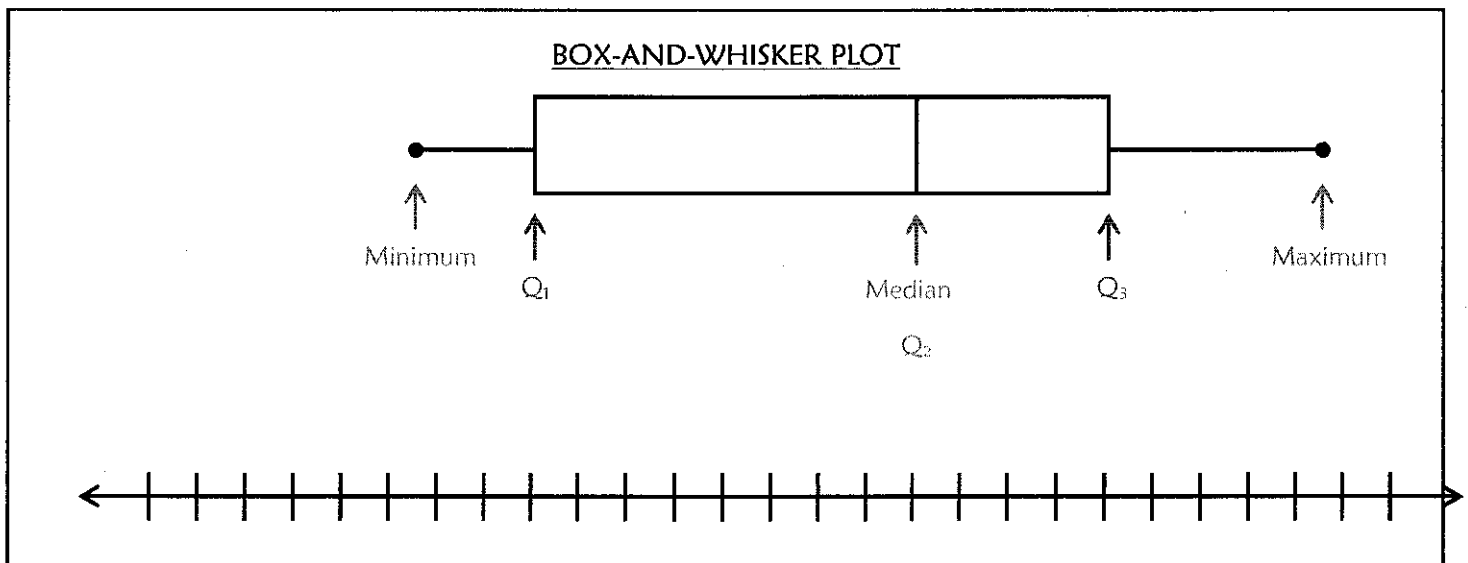 BOX-AND-WHISKER PLOT
Minimum
Q₁
Median
Q₂
Q₃
Maximum